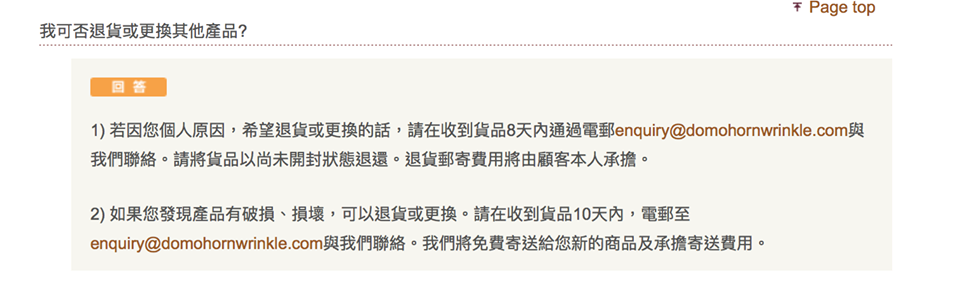 Page top
我可否退貨或更換其他產品?
回答
1) 若因您個人原因，希望退貨或更換的話，請在收到貨品8天內通過電郵enquiry@domohornwrinkle.com與
我們聯絡。請將貨品以尚未開封狀態退還。退貨郵寄費用將由顧客本人承擔。
2) 如果您發現產品有破損、損壞，可以退貨或更換。請在收到貨品10天內，電郵至
enquiry@domohornwrinkle.com與我們聯絡。我們將免費寄送給您新的商品及承擔寄送費用。